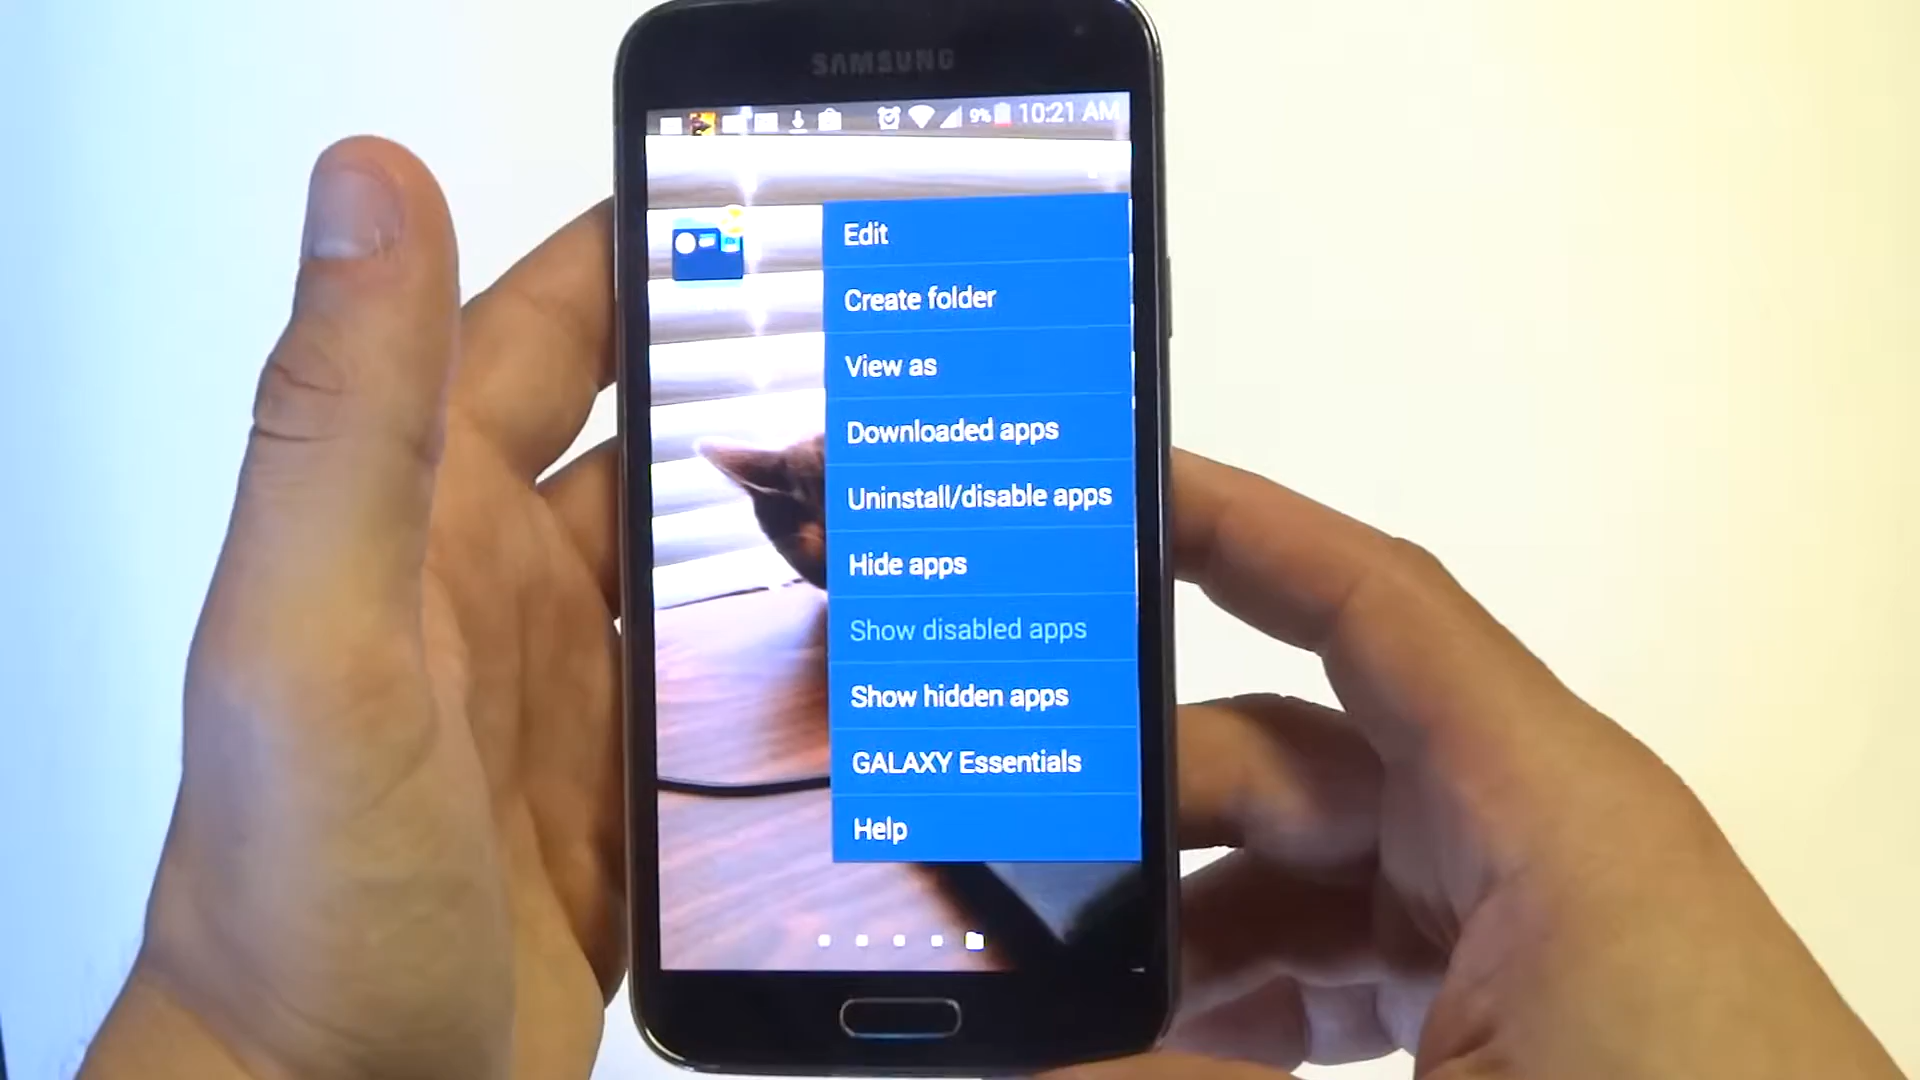 SAMSUNG
9% 10:21 AM
Edit
Create folder
View as
Downloaded apps
Uninstall/disable apps
Hide apps
Show disabled apps
Show hidden apps
GALAXY Essentials
Help